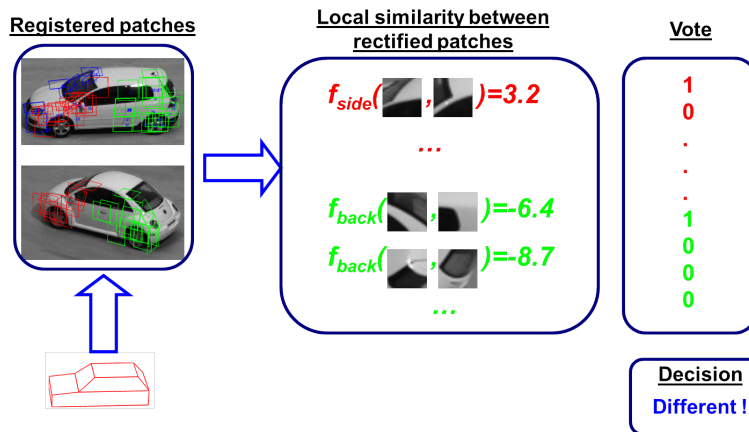 Registered patches
Local similarity between
rectified patches
Vote
f_side( , )=3.2
...
f_back( , )=-6.4
f_back( , )=-8.7
...
1
0
.
.
.
1
0
0
0
Decision
Different !